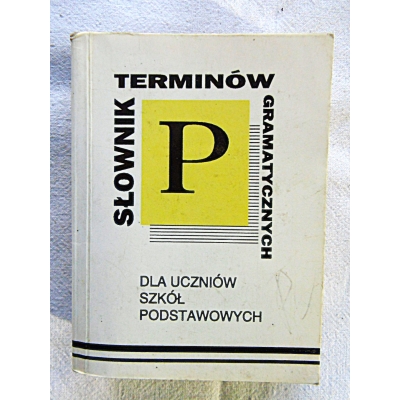 SŁOWNIK
TERMINÓW
GRAMATYCZNYCH
P
DLA UCZNIÓW
SZKÓŁ
PODSTAWOWYCH